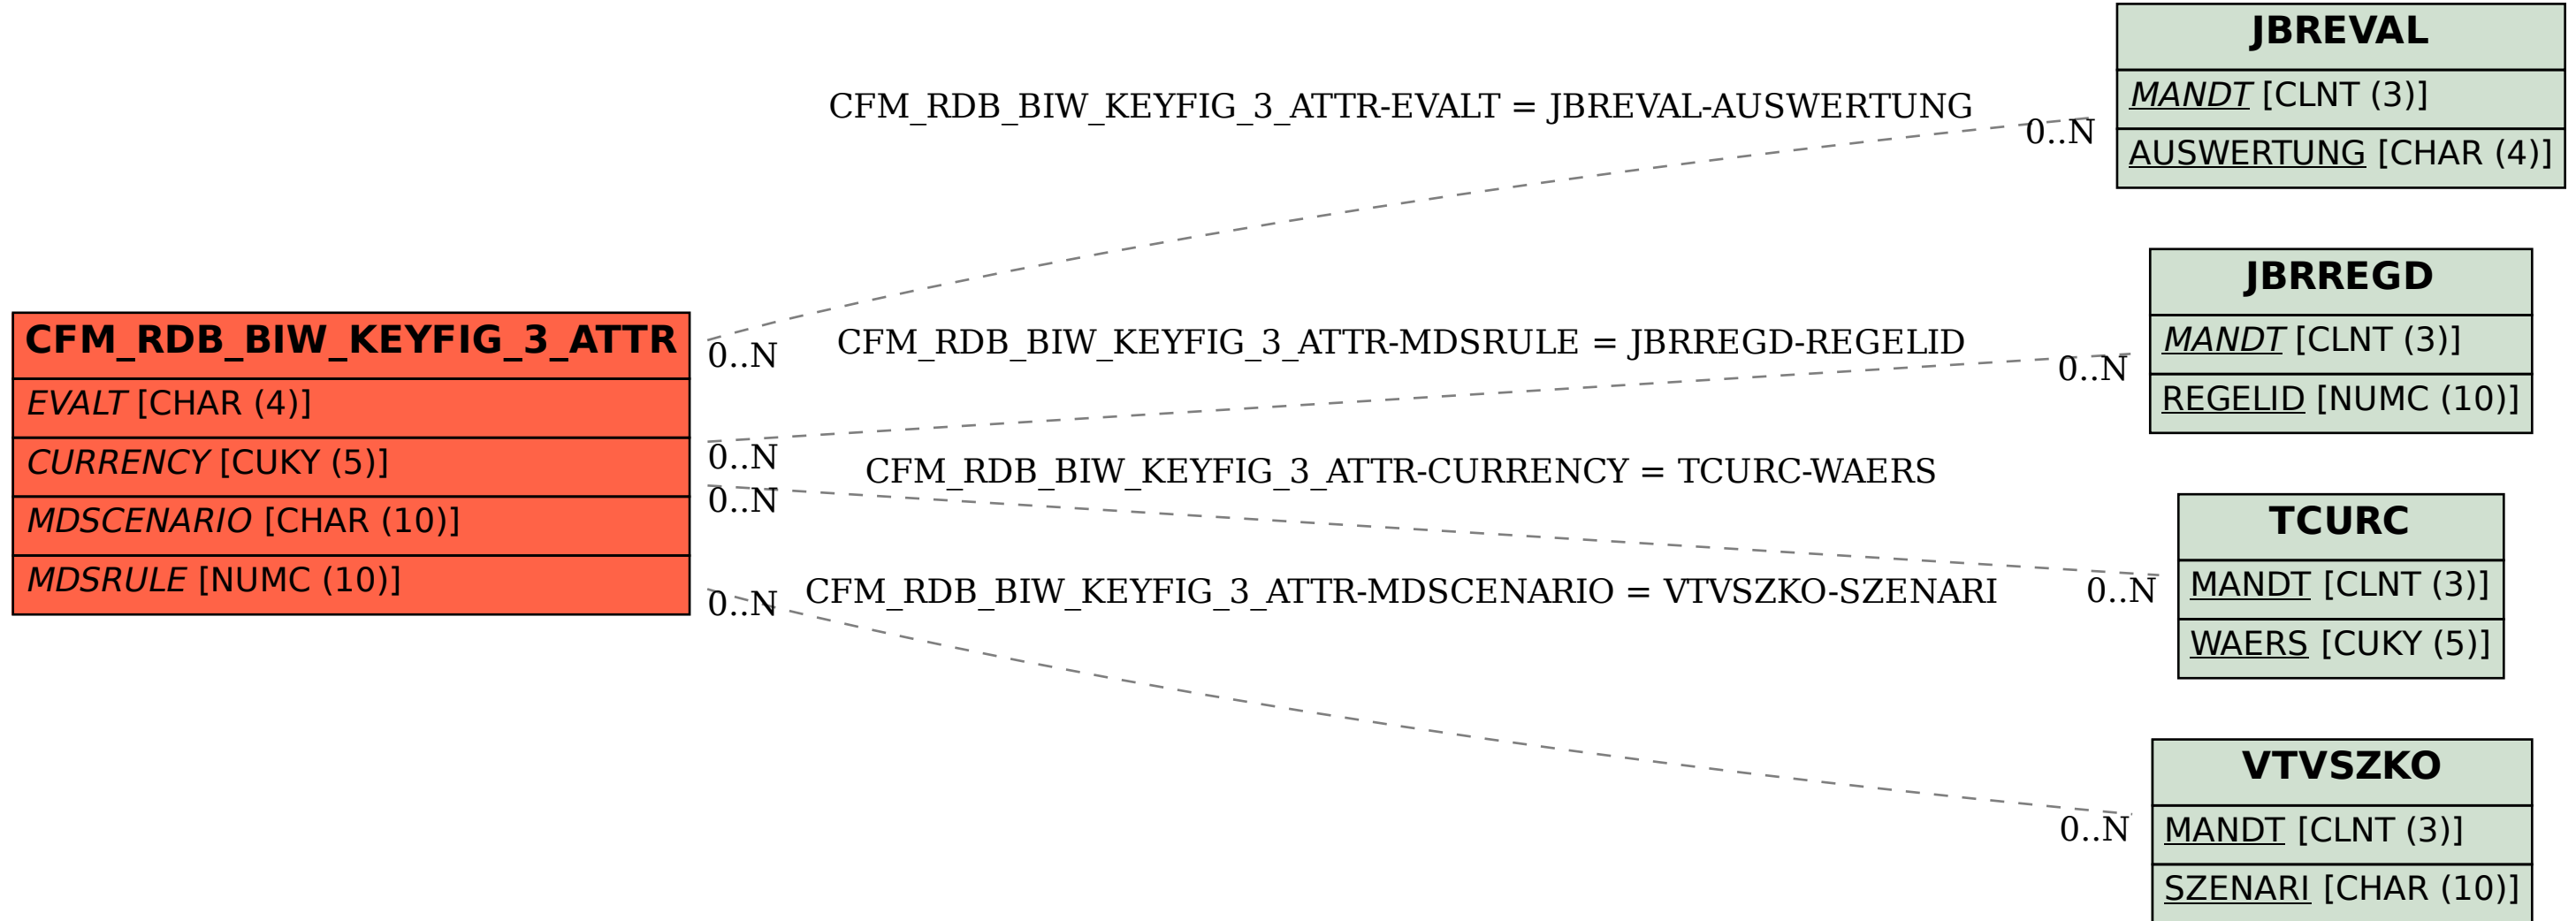 CFM_RDB_BIW_KEYFIG_3_ATTR
EVALT [CHAR (4)]
CURRENCY [CUKY (5)]
MDSCENARIO [CHAR (10)]
MDSRULE [NUMC (10)]
CFM_RDB_BIW_KEYFIG_3_ATTR-EVALT = JBREVAL-AUSWERTUNG
0..N
0..N
CFM_RDB_BIW_KEYFIG_3_ATTR-MDSRULE = JBRREGD-REGELID
0..N
0..N
CFM_RDB_BIW_KEYFIG_3_ATTR-CURRENCY = TCURC-WAERS
0..N
0..N
CFM_RDB_BIW_KEYFIG_3_ATTR-MDSCENARIO = VTVSZKO-SZENARI
0..N
0..N
JBREVAL
MANDT [CLNT (3)]
AUSWERTUNG [CHAR (4)]
JBRREGD
MANDT [CLNT (3)]
REGELID [NUMC (10)]
TCURC
MANDT [CLNT (3)]
WAERS [CUKY (5)]
VTVSZKO
MANDT [CLNT (3)]
SZENARI [CHAR (10)]